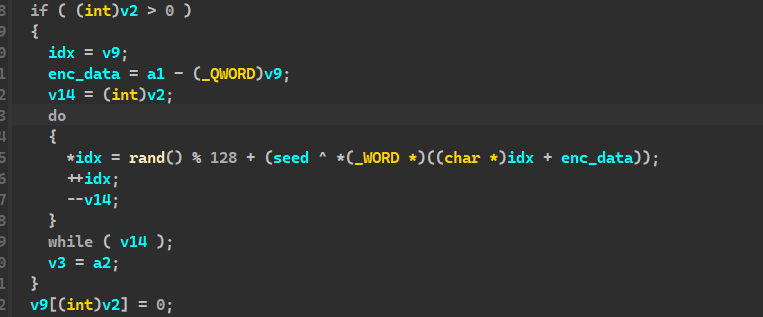 8 if ( (int)v2 > 0 )
9 {
0 idx = v9;
1 enc_data = a1 - (_QWORD)v9;
2 v14 = (int)v2;
3 do
4 {
5 *idx = rand() % 128 + (seed ^ *(_WORD *)((char *)idx + enc_data));
6 ++idx;
7 --v14;
8 }
9 while ( v14 );
0 v3 = a2;
1 }
2 v9[(int)v2] = 0;